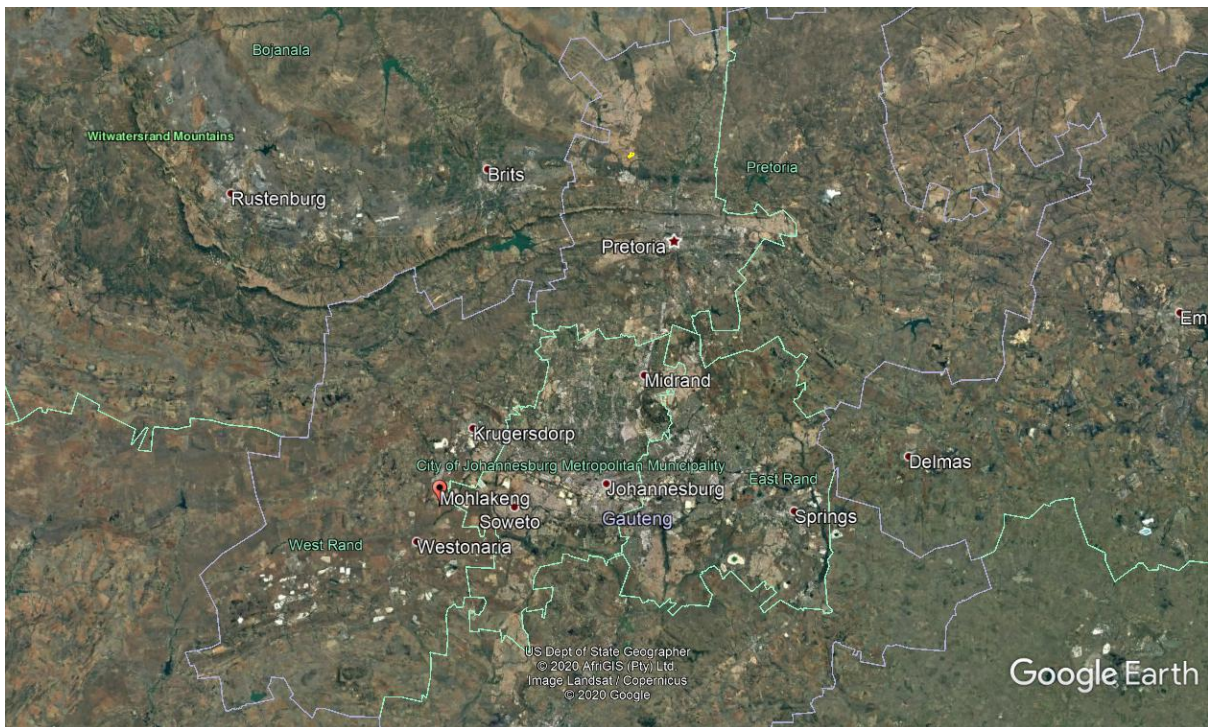 Bojanala
Witwatersrand Mountains
Brits
Pretoria
Rustenburg
Pretoria
Em
Midrand
Krugersdorp
City of Johannesburg Metropolitan Municipality
Delmas
East Rand
Mohlakeng
Johannesburg
Soweto
Gauteng
Springs
West Rand
Westonaria
US Dept of State Geographer
© 2020 AfriGIS (Pty) Ltd.
Image Landsat / Copernicus
© 2020 Google
Google Earth